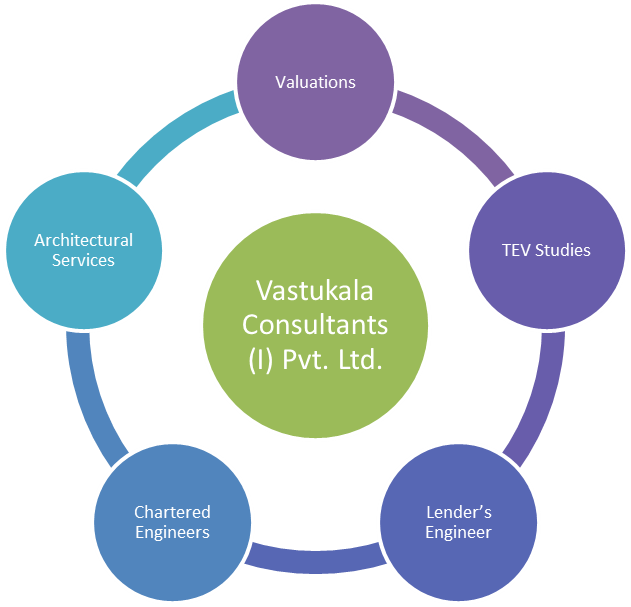 Valuations
TEV Studies
Lender’s
Engineer
Chartered
Engineers
Architectural
Services
Vastukala
Consultants
(I) Pvt. Ltd.